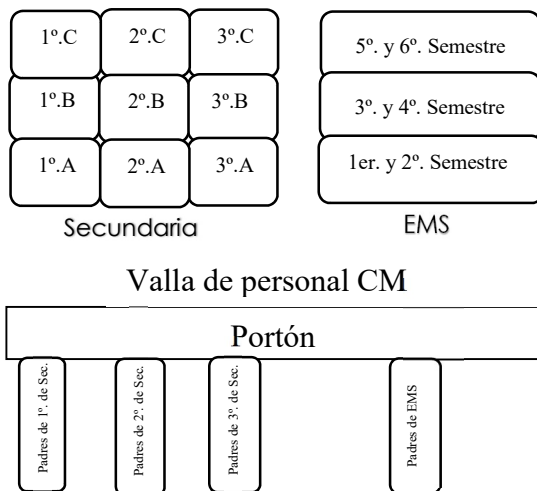 1º.C 2º.C 3º.C
5º. y 6º. Semestre
1º.B 2º.B 3º.B
3º. y 4º. Semestre
1º.A 2º.A 3º.A
1er. y 2º. Semestre
Secundaria
EMS
Valla de personal CM
Portón
Padres de 1º. de Sec.
Padres de 2º. de Sec.
Padres de 3º. de Sec.
Padres de EMS